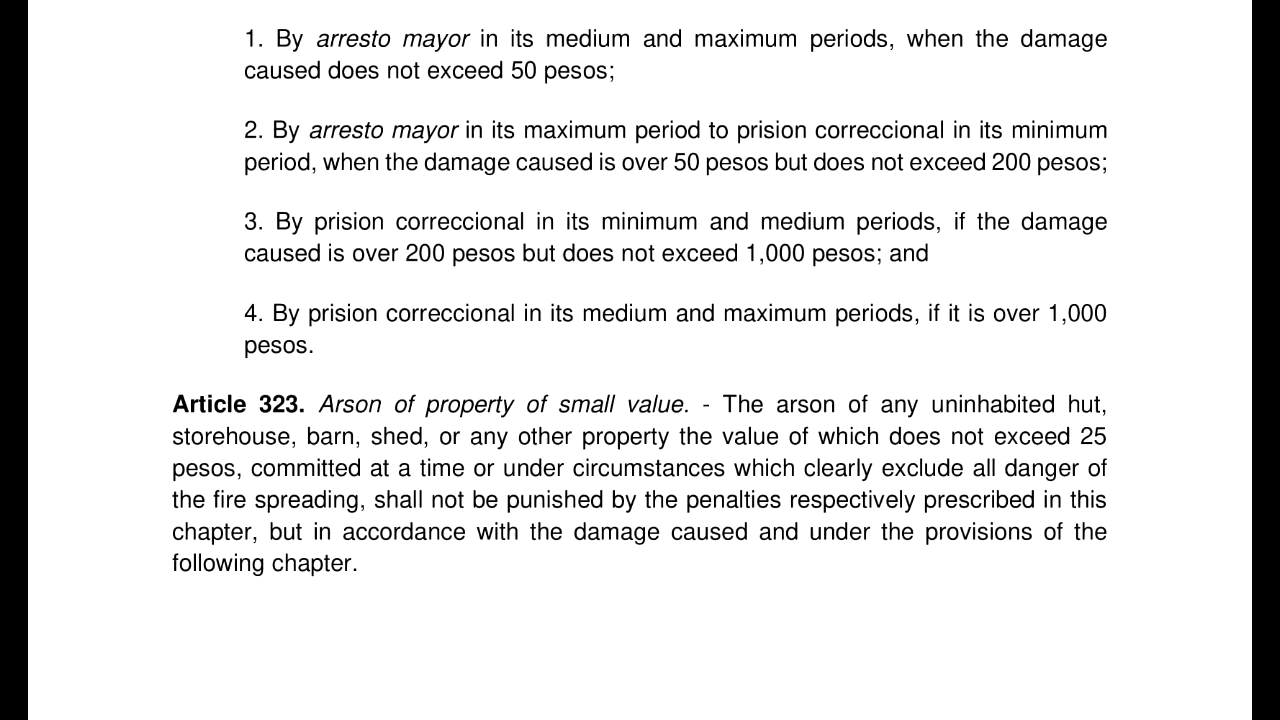 1. By arresto mayor in its medium and maximum periods, when the damage
caused does not exceed 50 pesos;
2. By arresto mayor in its maximum period to prision correccional in its minimum
period, when the damage caused is over 50 pesos but does not exceed 200 pesos;
3. By prision correccional in its minimum and medium periods, if the damage
caused is over 200 pesos but does not exceed 1,000 pesos; and
4. By prision correccional in its medium and maximum periods, if it is over 1,000
pesos.
Article 323. Arson of property of small value. - The arson of any uninhabited hut,
storehouse, barn, shed, or any other property the value of which does not exceed 25
pesos, committed at a time or under circumstances which clearly exclude all danger of
the fire spreading, shall not be punished by the penalties respectively prescribed in this
chapter, but in accordance with the damage caused and under the provisions of the
following chapter.